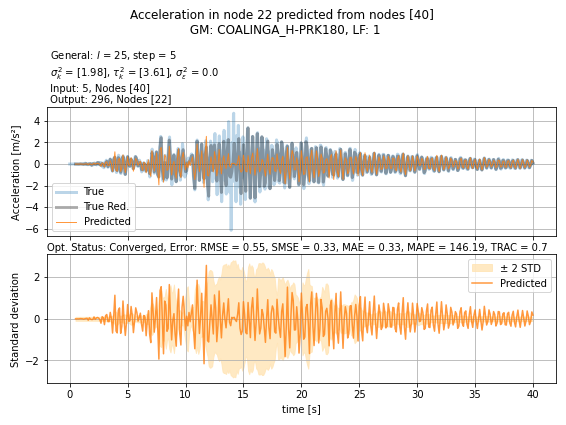 Acceleration in node 22 predicted from nodes [40]
GM: COALINGA_H-PRK180, LF: 1
General: l = 25, step = 5
σ²ₖ = [1.98], τ²ₖ = [3.61], σ²ε = 0.0
Input: 5, Nodes [40]
Output: 296, Nodes [22]
Acceleration [m/s²]
4
2
0
−2
−4
−6
True
True Red.
Predicted
Opt. Status: Converged, Error: RMSE = 0.55, SMSE = 0.33, MAE = 0.33, MAPE = 146.19, TRAC = 0.7
Standard deviation
2
0
−2
± 2 STD
Predicted
0 5 10 15 20 25 30 35 40
time [s]